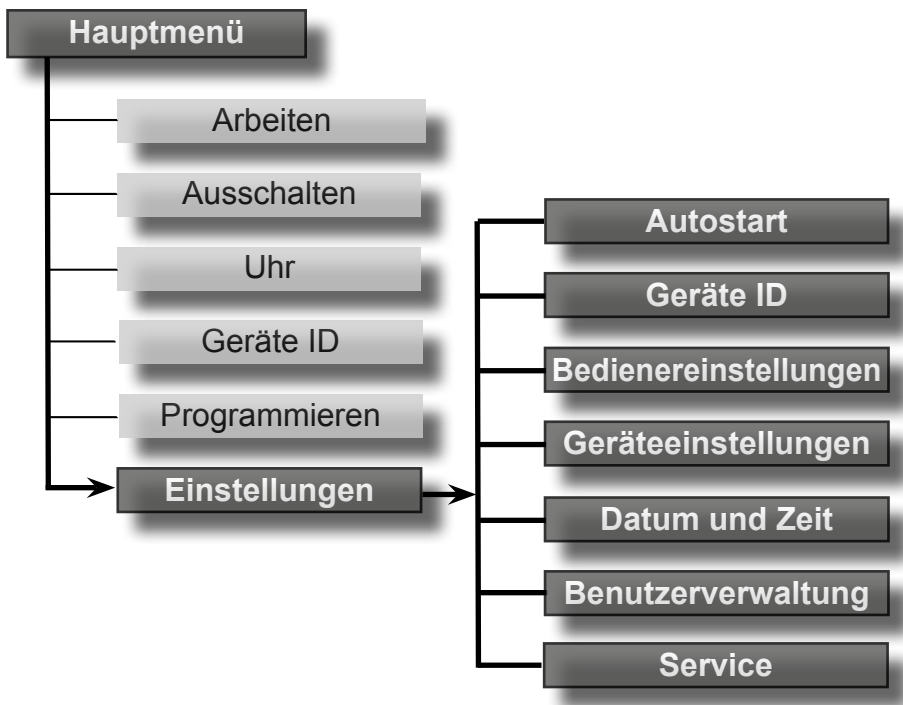 Hauptmenü
Arbeiten
Ausschalten
Uhr
Geräte ID
Programmieren
Einstellungen
Autostart
Geräte ID
Bedienereinstellungen
Geräteeinstellungen
Datum und Zeit
Benutzerverwaltung
Service